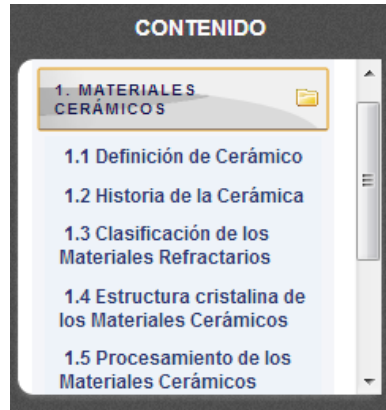 CONTENIDO
1. MATERIALES
CERÁMICOS
1.1 Definición de Cerámico
1.2 Historia de la Cerámica
1.3 Clasificación de los
Materiales Refractarios
1.4 Estructura cristalina de
los Materiales Cerámicos
1.5 Procesamiento de los
Materiales Cerámicos